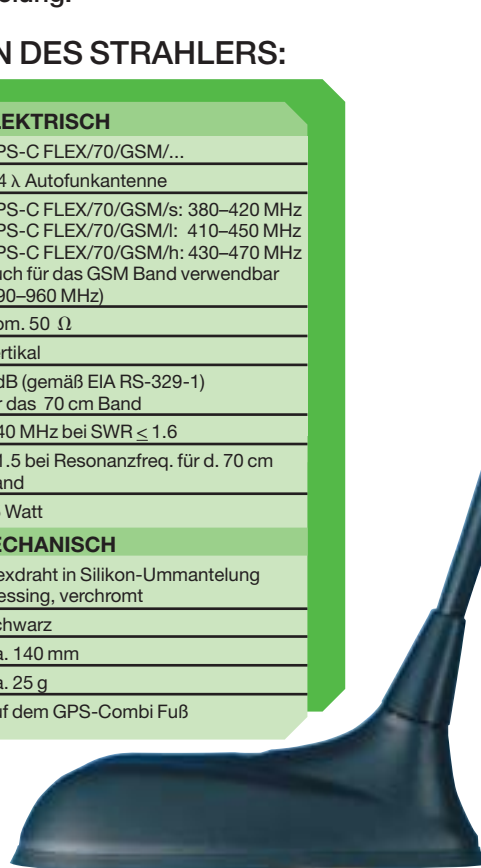 elung.
N DES STRAHLERS:
LEKTRISCH
PS-C FLEX/70/GSM/...
4 λ Autofunkantenne
PS-C FLEX/70/GSM/s: 380–420 MHz
PS-C FLEX/70/GSM/l: 410–450 MHz
PS-C FLEX/70/GSM/h: 430–470 MHz
uch für das GSM Band verwendbar
90–960 MHz)
om. 50 Ω
ertikal
dB (gemäß EIA RS-329-1)
r das 70 cm Band
40 MHz bei SWR ≤ 1.6
1.5 bei Resonanzfreq. für d. 70 cm
and
Watt
ECHANISCH
exdraht in Silikon-Ummantelung
essing, verchromt
chwarz
a. 140 mm
a. 25 g
uf dem GPS-Combi Fuß